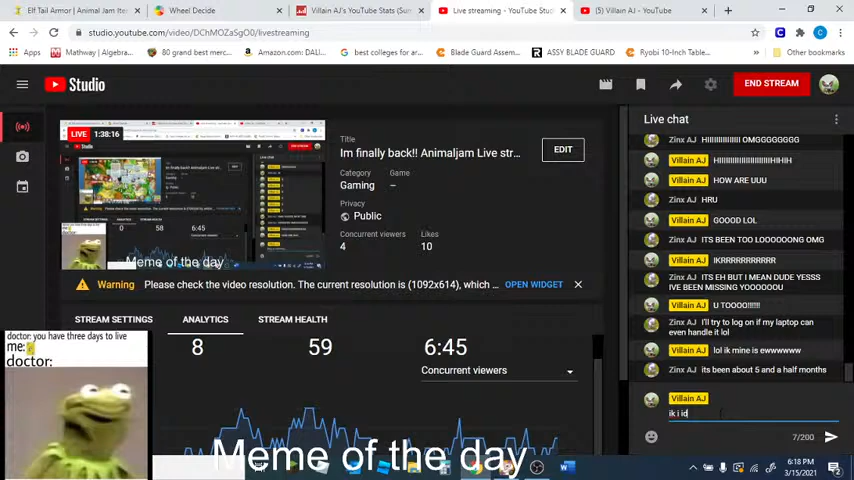 Elf Tail Armor | Animal Jam Ite
Wheel Decide
Villain AJ's YouTube Stats (Sum
Live streaming - YouTube Studi
(5) Villain AJ - YouTube
studio.youtube.com/video/DChMOZaSgO0/livestreaming
Mathway | Algebra...
80 grand best merc...
Amazon.com: DALI...
best colleges for ar...
Blade Guard Assem...
ASSY BLADE GUARD
Ryobi 10-Inch Table...
Other bookmarks
Studio
END STREAM
LIVE 1:38:16
Title
Im finally back!! Animaljam Live str...
EDIT
Category Game
Gaming –
Privacy
Public
Concurrent viewers Likes
4 10
Meme of the day
Warning Please check the video resolution. The current resolution is (1092x614), which ... OPEN WIDGET
STREAM SETTINGS ANALYTICS STREAM HEALTH
8 59 6:45
Concurrent viewers
doctor: you have three days to live
me:
doctor:
Meme of the day
Live chat
Zinx AJ HIIIIIIIIIIIII OMGGGGGGG
Villain AJ HIIIIIIIIIIIIIIIIIHIHIH
Villain AJ HOW ARE UUU
Zinx AJ HRU
Villain AJ GOOOD LOL
Zinx AJ ITS BEEN TOO LOOOOONG OMG
Villain AJ IKRRRRRRRRRR
Zinx AJ ITS EH BUT I MEAN DUDE YESSS
IVE BEEN MISSING YOOOOOOU
Villain AJ U TOOOO!!!!!!!
Zinx AJ I'll try to log on if my laptop can
even handle it lol
Villain AJ lol ik mine is ewwwwww
Zinx AJ its been about 5 and a half months
Villain AJ
ik i id
7/200
6:18 PM
3/15/2021